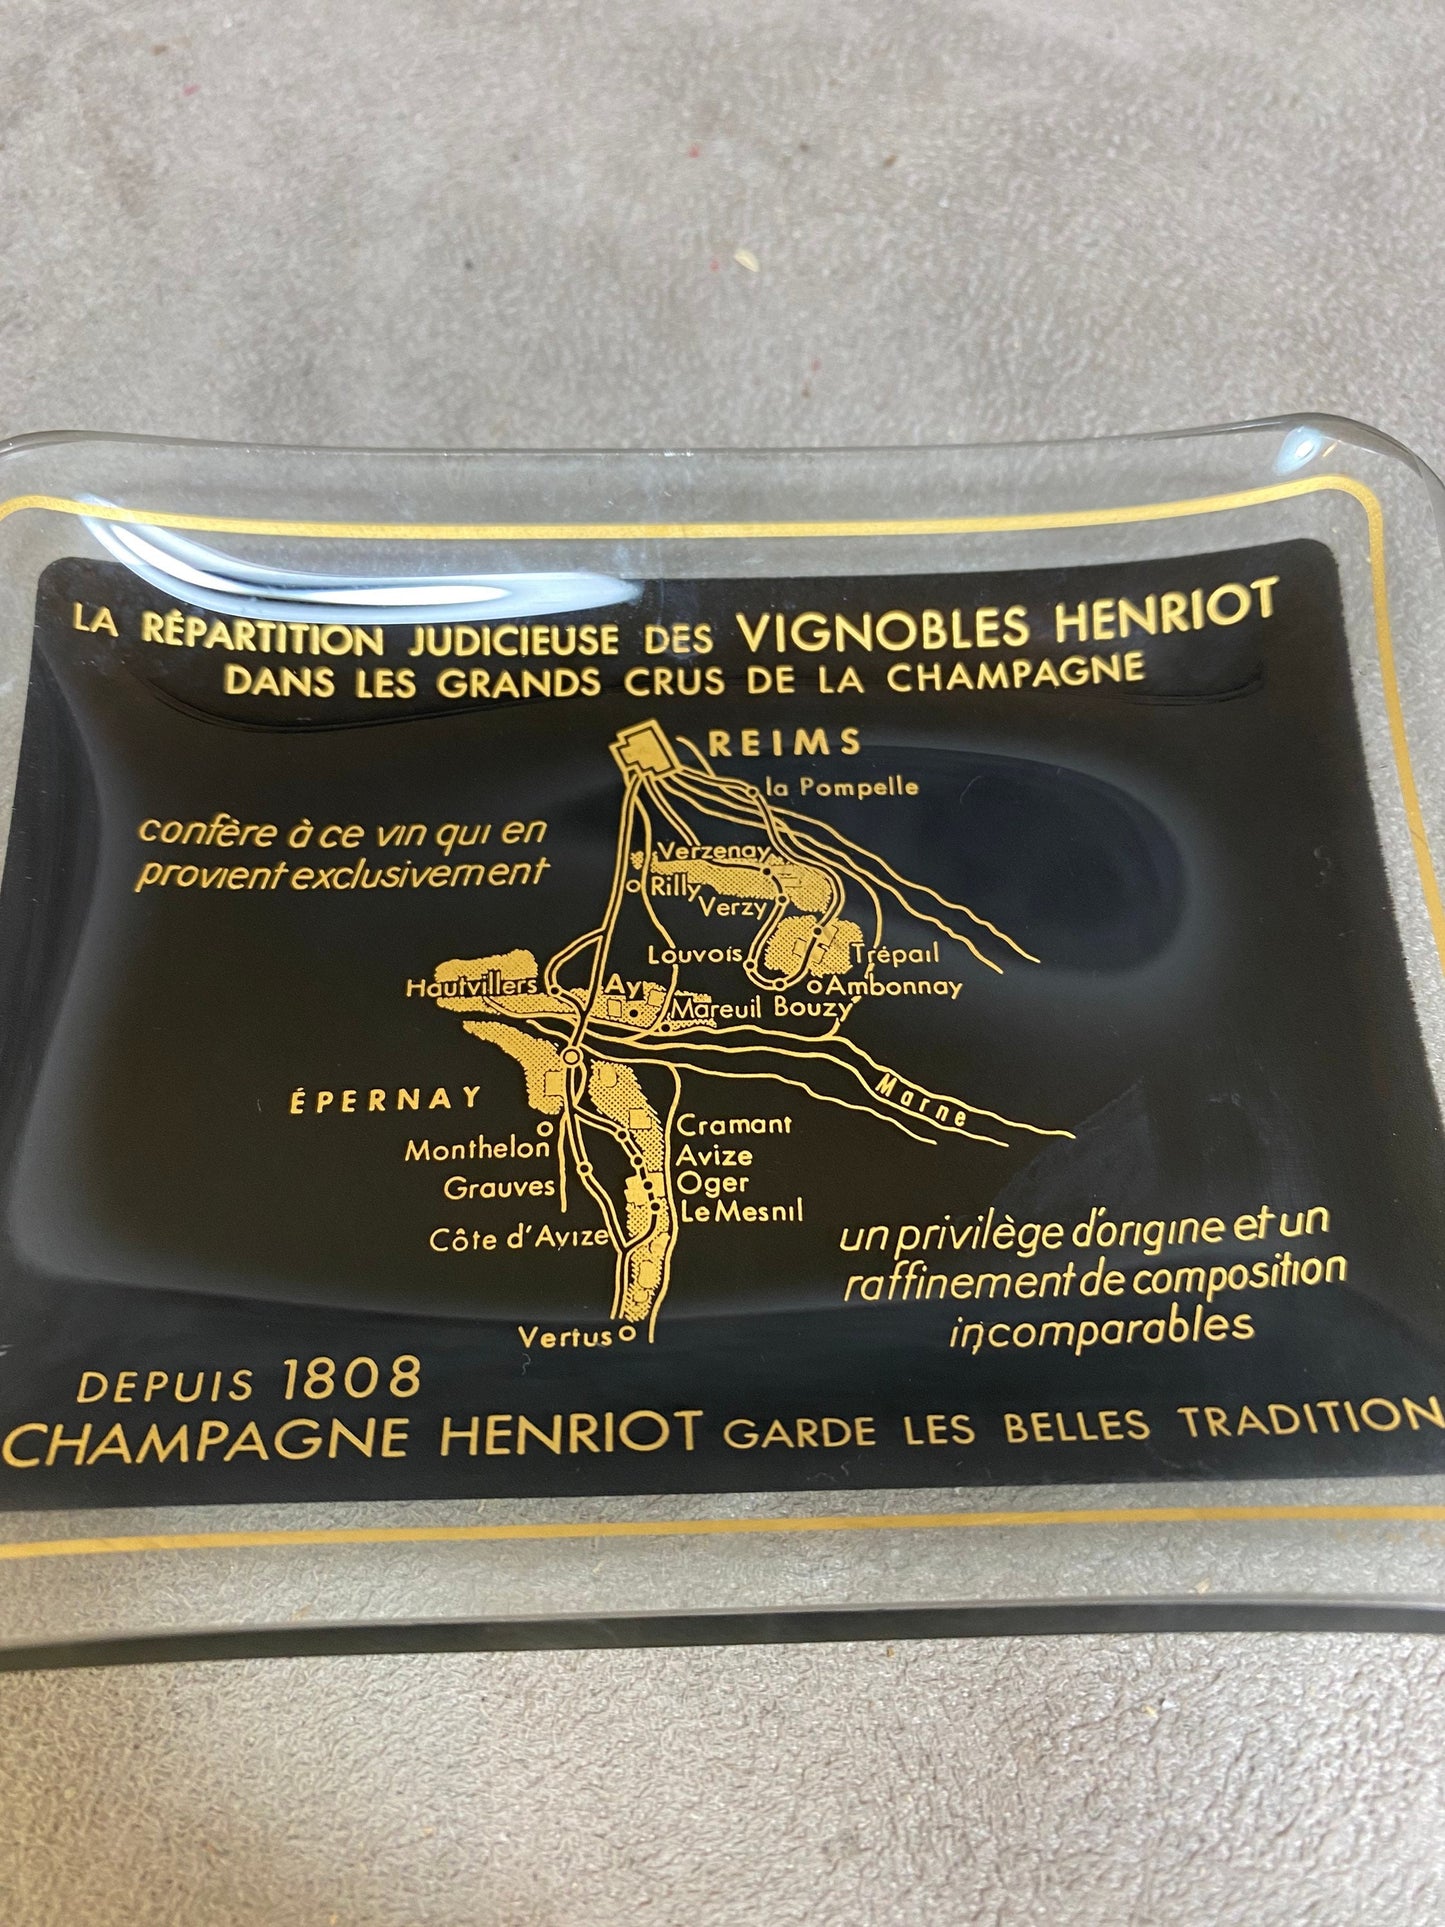 LA RÉPARTITION JUDICIEUSE DES VIGNOBLES HENRIOT
DANS LES GRANDS CRUS DE LA CHAMPAGNE
REIMS
la Pompelle
confère à ce vin qui en
provient exclusivement
Verzenay
Rilly
Verzy
Louvois
Trépail
Hautvillers
Ay
Ambonnay
Mareuil Bouzy
ÉPERNAY
Marne
Monthelon
Cramant
Avize
Grauves
Oger
Le Mesnil
Côte d'Avize
un privilège d'origine et un
raffinement de composition
incomparables
Vertus
DEPUIS 1808
CHAMPAGNE HENRIOT GARDE LES BELLES TRADITION